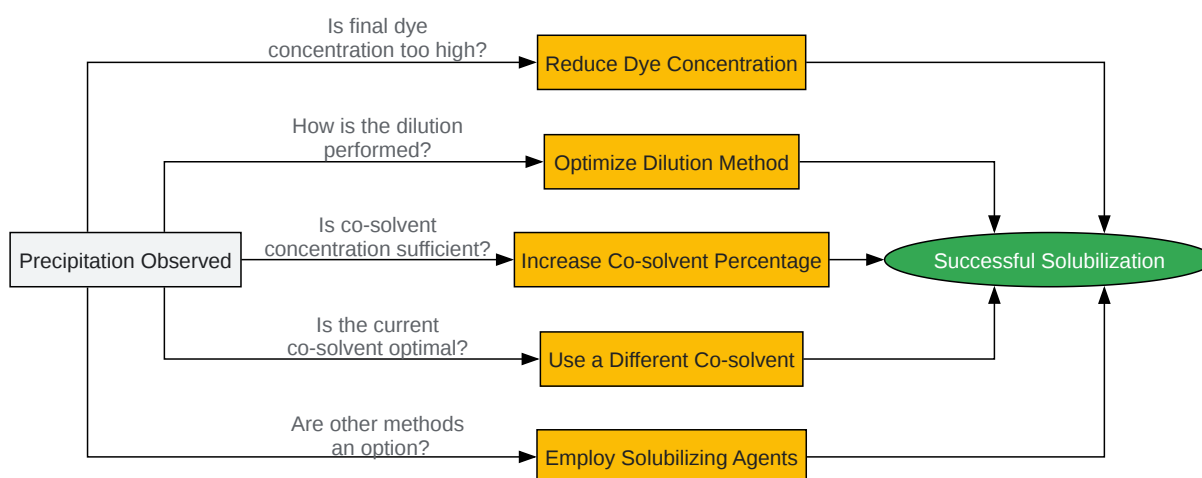 Is final dye
concentration too high?
Reduce Dye Concentration
How is the dilution
performed?
Optimize Dilution Method
Is co-solvent
concentration sufficient?
Precipitation Observed
Increase Co-solvent Percentage
Successful Solubilization
Is the current
co-solvent optimal?
Use a Different Co-solvent
Are other methods
an option?
Employ Solubilizing Agents